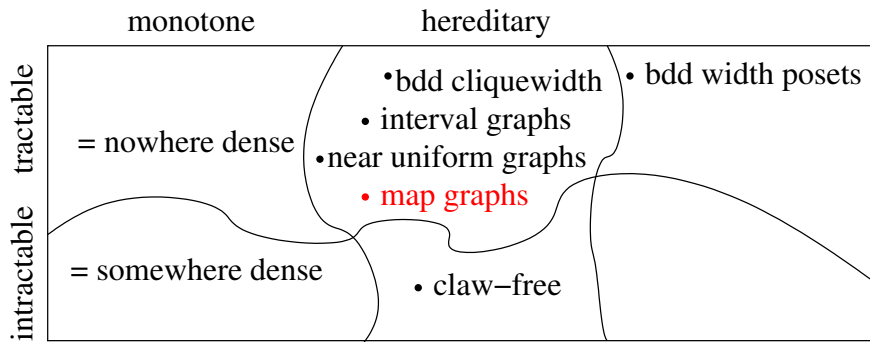 monotone hereditary
tractable
intractable
• bdd cliquewidth
• bdd width posets
• interval graphs
= nowhere dense
• near uniform graphs
• map graphs
= somewhere dense
• claw−free